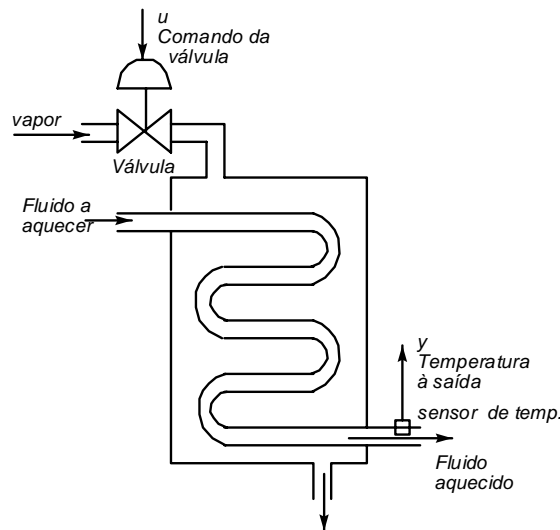 u
Comando da
válvula
vapor
Válvula
Fluido a
aquecer
y
Temperatura
à saída
sensor de temp.
Fluido
aquecido